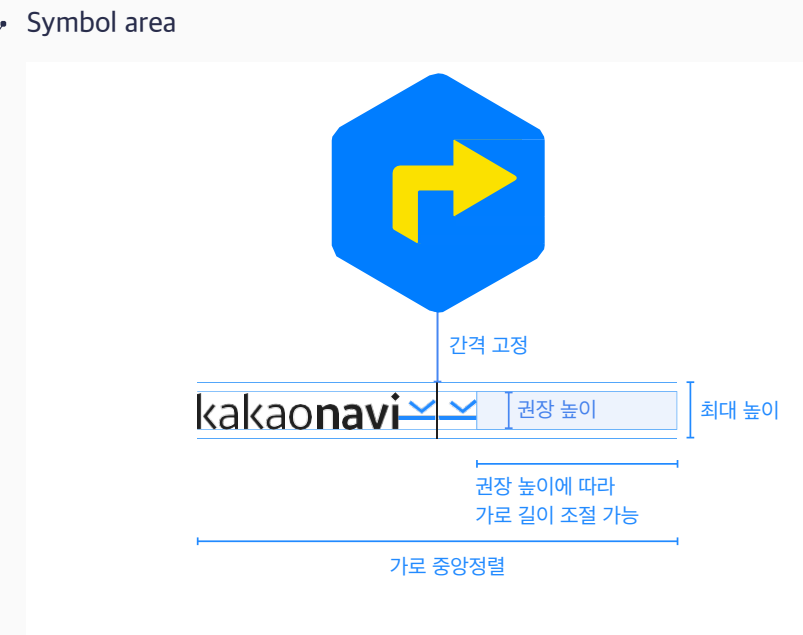 Symbol area
간격 고정
kakaonavi
권장 높이
최대 높이
권장 높이에 따라
가로 길이 조절 가능
가로 중앙정렬